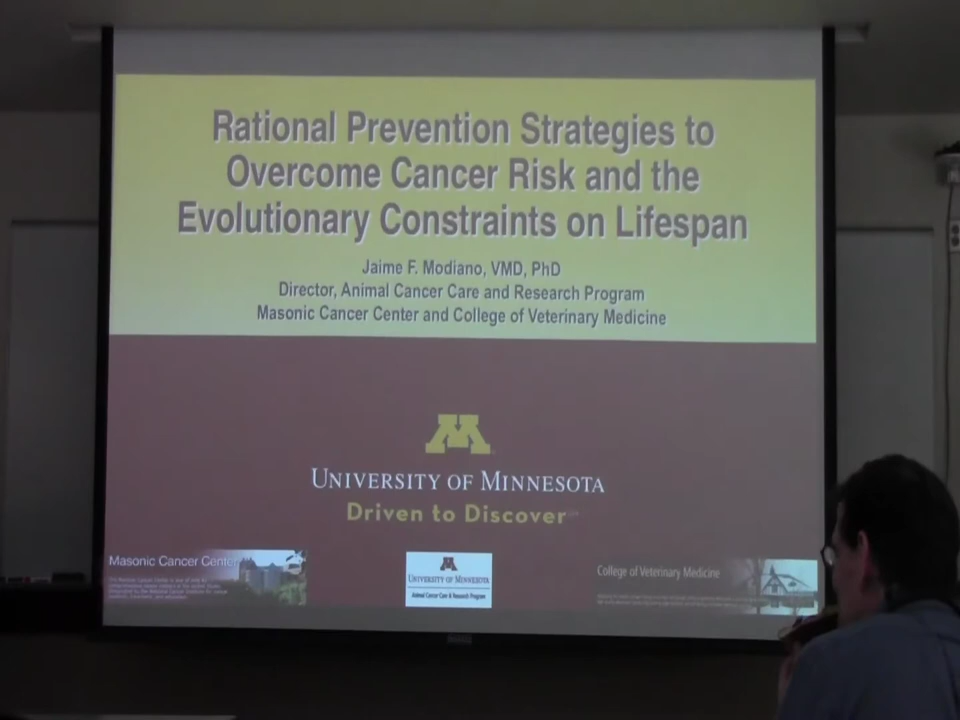 Rational Prevention Strategies to
Overcome Cancer Risk and the
Evolutionary Constraints on Lifespan
Jaime F. Modiano, VMD, PhD
Director, Animal Cancer Care and Research Program
Masonic Cancer Center and College of Veterinary Medicine
M
UNIVERSITY OF MINNESOTA
Driven to Discover
Masonic Cancer Center
M
UNIVERSITY OF MINNESOTA
Animal Cancer Care & Research Program
College of Veterinary Medicine